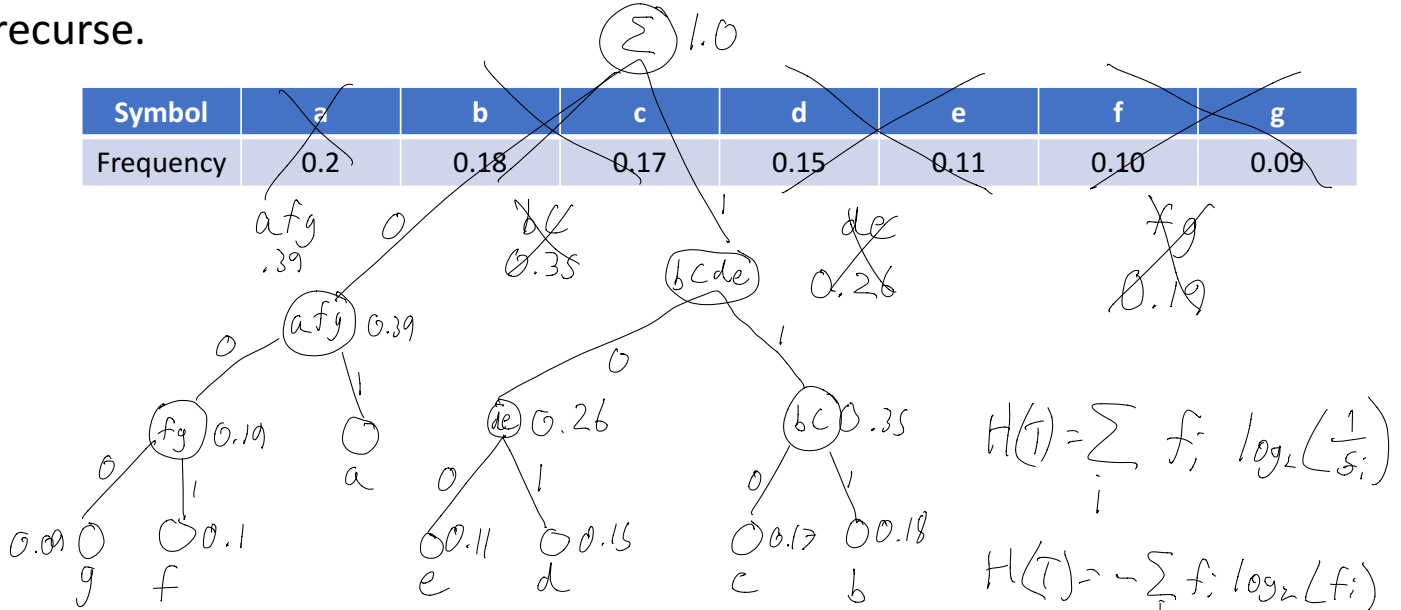 recurse.
Σ 1.0
Symbol a b c d e f g
Frequency 0.2 0.18 0.17 0.15 0.11 0.10 0.09
afg 0 bc 1 de fg
.39 0.35 bcde 0.26 0.19
afg 0.39
0 1 0 1
fg 0.19 a de 0.26 bc 0.35
H(T) = Σ fi log2(1/fi)
i
0 1 0 1 0 1
0.09 0.1 0.11 0.15 0.17 0.18
g f e d c b
H(T) = - Σ fi log2(fi)
i